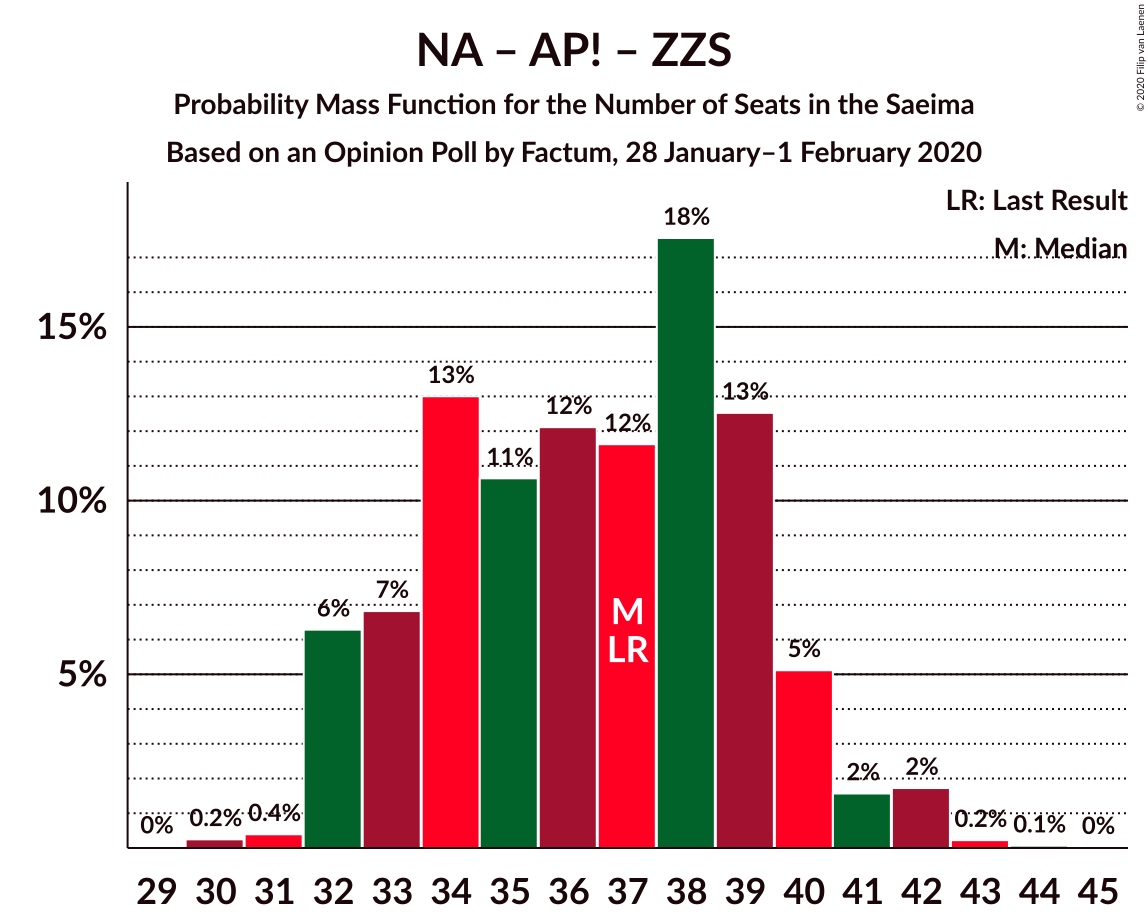 NA – AP! – ZZS
Probability Mass Function for the Number of Seats in the Saeima
Based on an Opinion Poll by Factum, 28 January–1 February 2020
© 2020 Filip van Laenen
LR: Last Result
M: Median
15%
10%
5%
0%
0.2%
0.4%
6%
7%
13%
11%
12%
12%
18%
13%
5%
2%
2%
0.2%
0.1%
0%
M
LR
29 30 31 32 33 34 35 36 37 38 39 40 41 42 43 44 45